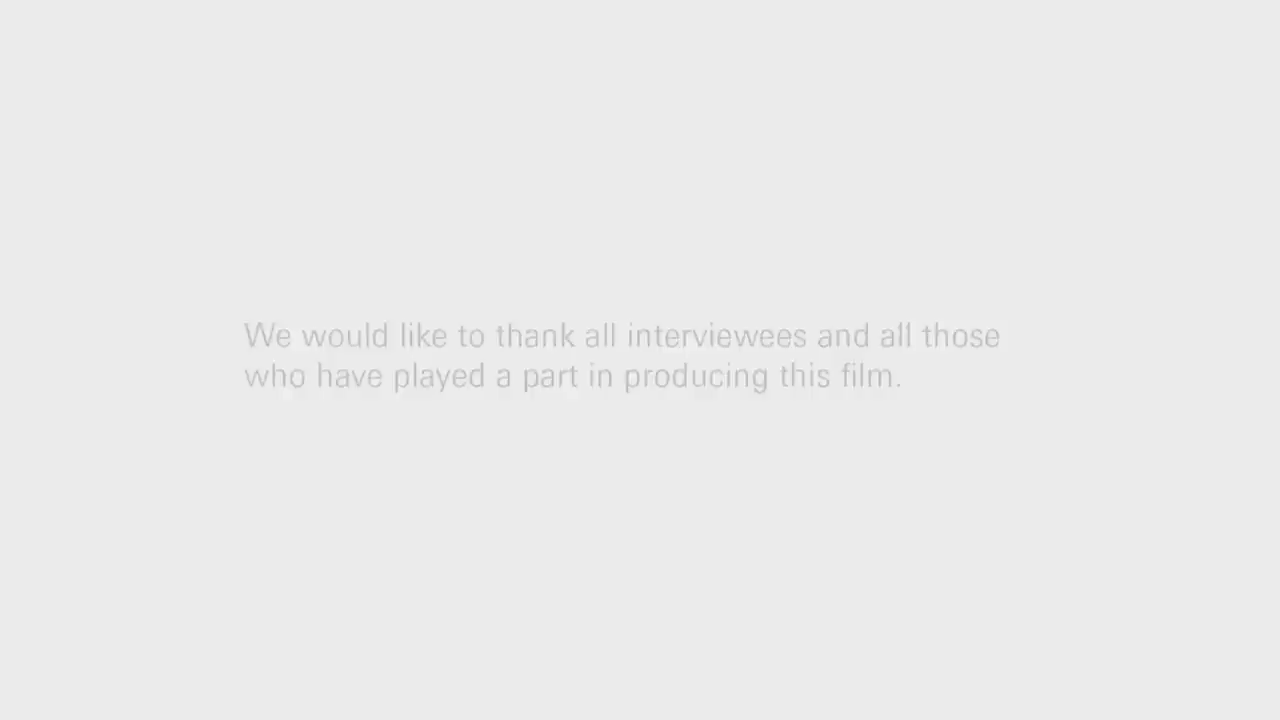 We would like to thank all interviewees and all those
who have played a part in producing this film.